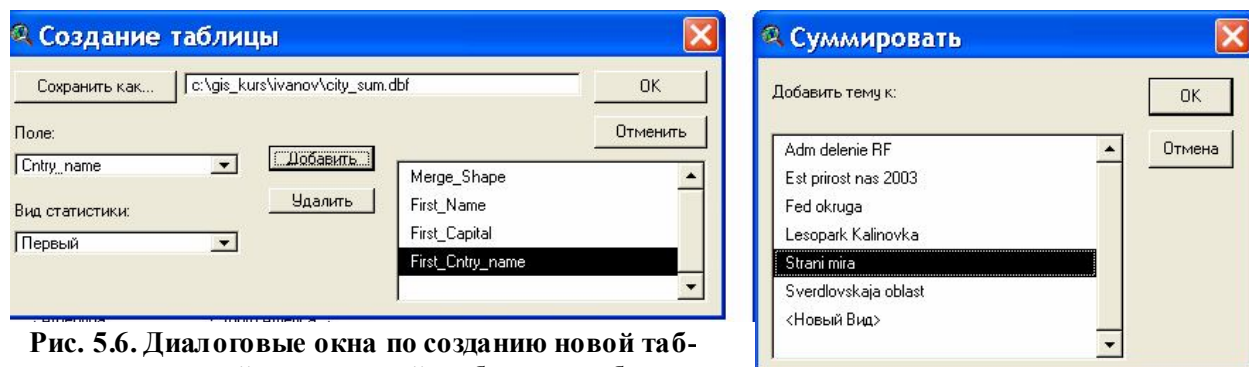 Создание таблицы
Сохранить как...
c:\gis_kurs\ivanov\city_sum.dbf
OK
Отменить
Поле:
Cntry_name
Добавить
Удалить
Вид статистики:
Первый
Merge_Shape
First_Name
First_Capital
First_Cntry_name
Рис. 5.6. Диалоговые окна по созданию новой таб-
Суммировать
Добавить тему к:
OK
Отмена
Adm delenie RF
Est prirost nas 2003
Fed okruga
Lesopark Kalinovka
Strani mira
Sverdlovskaja oblast
<Новый Вид>